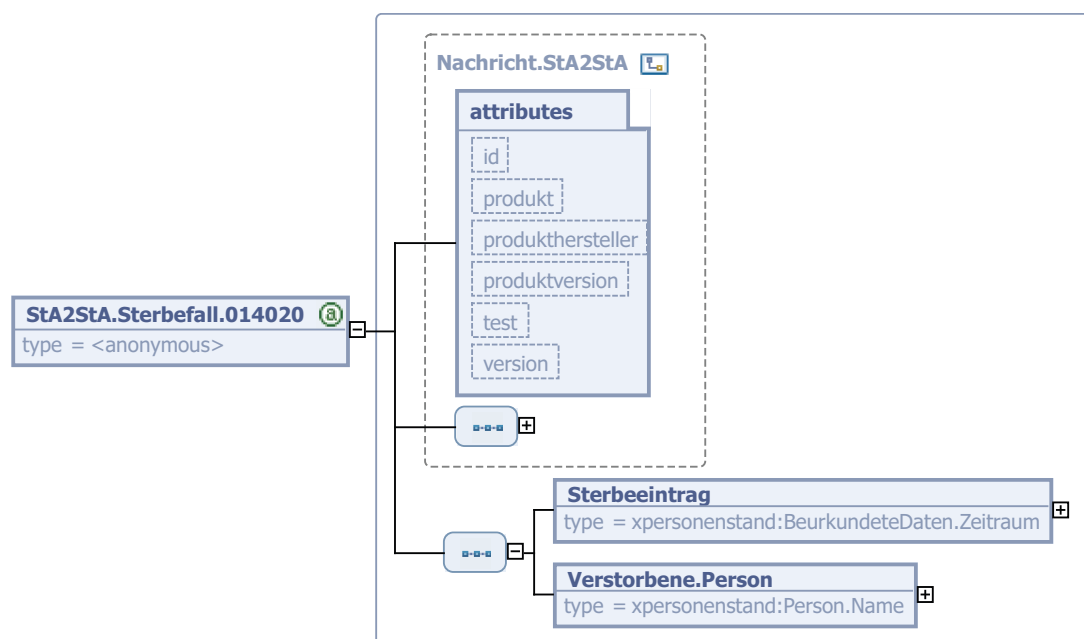 Nachricht.StA2StA
attributes
id
produkt
produkthersteller
produktversion
test
version
StA2StA.Sterbefall.014020 @
type = <anonymous>
Sterbeeintrag
type = xpersonenstand:BeurkundeteDaten.Zeitraum
Verstorbene.Person
type = xpersonenstand:Person.Name